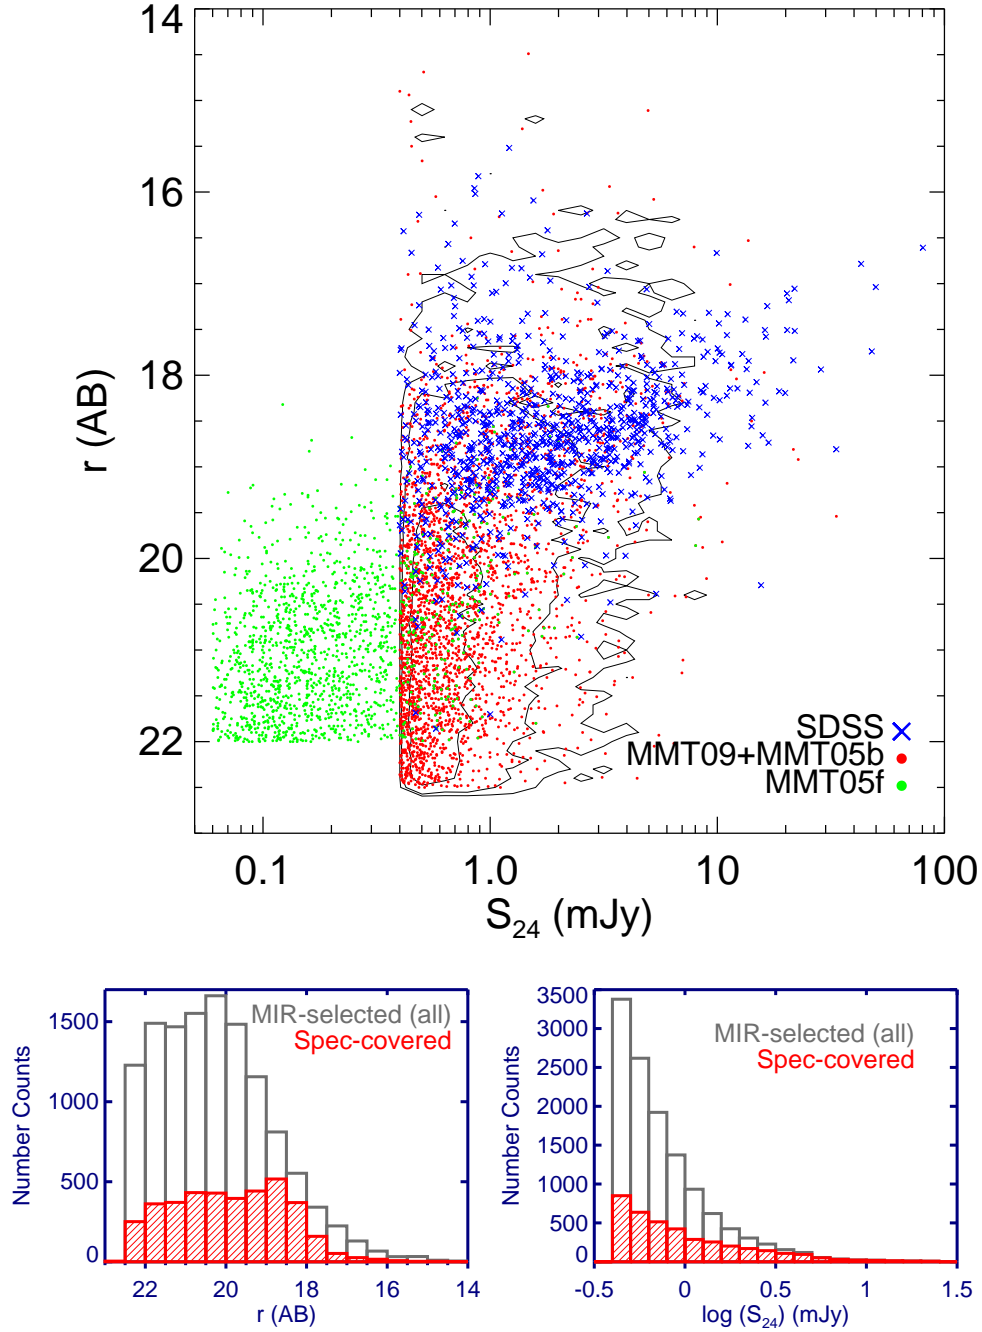 14
16
18
20
22
r (AB)
SDSS
MMT09+MMT05b
MMT05f
0.1
1.0
10
100
S24 (mJy)
1500
1000
500
0
Number Counts
MIR-selected (all)
Spec-covered
22
20
18
16
14
r (AB)
3500
3000
2500
2000
1500
1000
500
0
Number Counts
MIR-selected (all)
Spec-covered
-0.5
0
0.5
1
1.5
log (S24) (mJy)